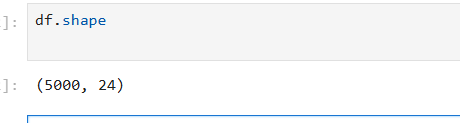 ]:
df.shape
]:
(5000, 24)